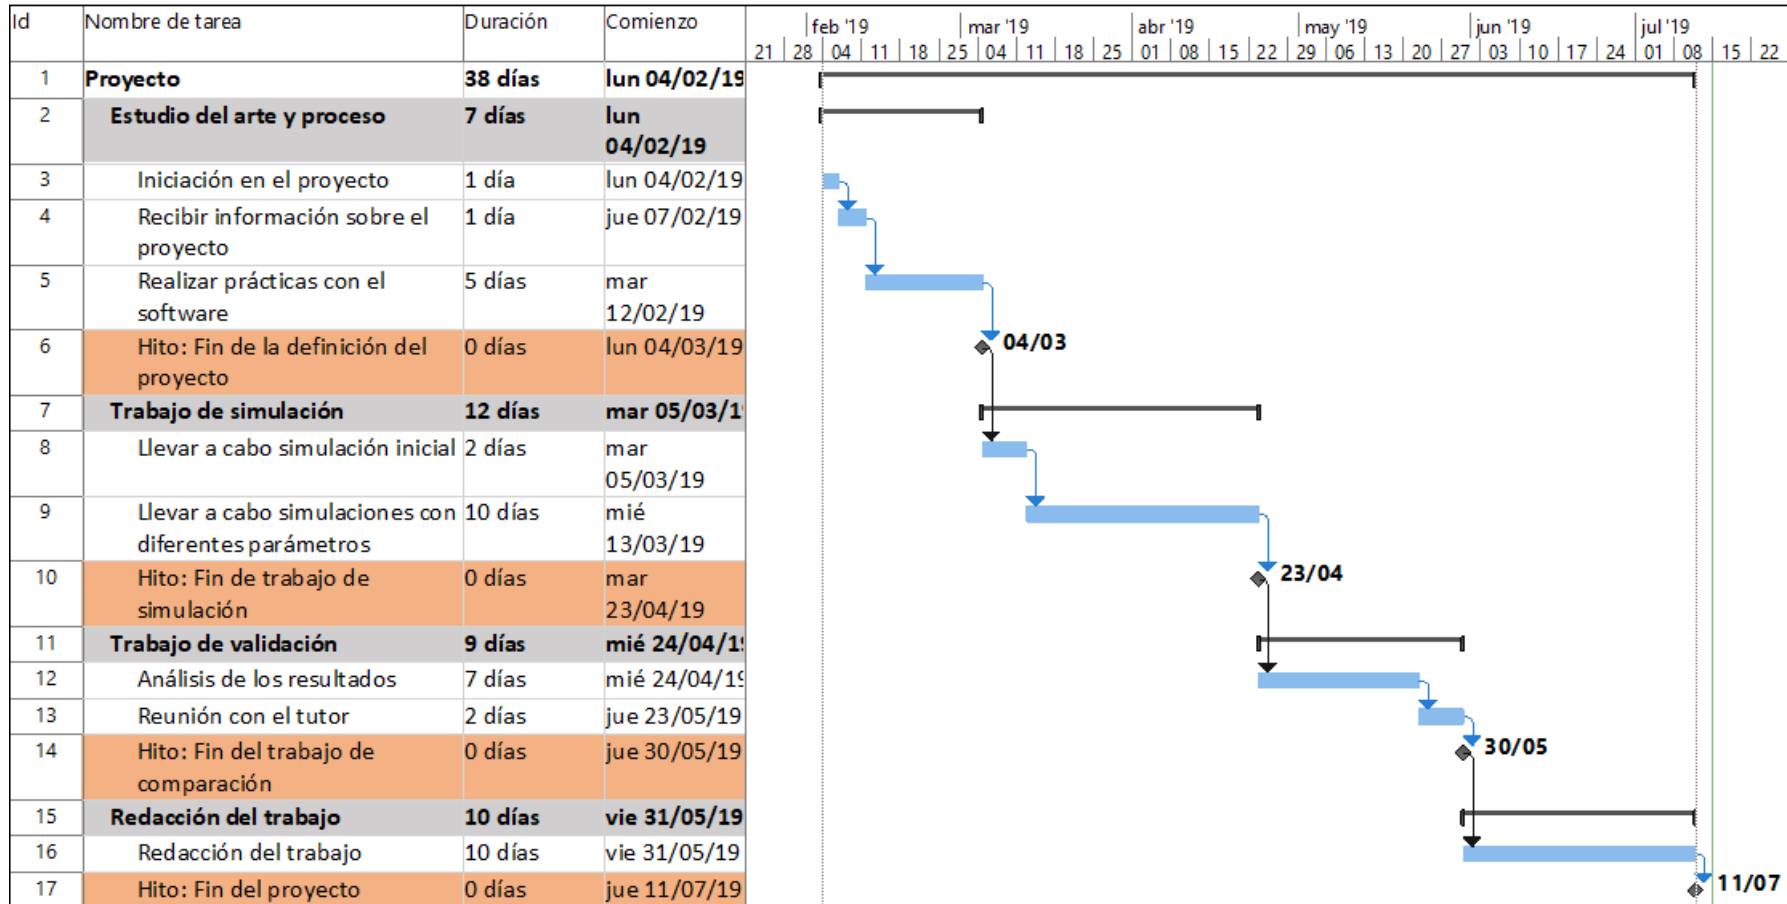 Id Nombre de tarea Duración Comienzo
feb '19 mar '19 abr '19 may '19 jun '19 jul '19
21 28 04 11 18 25 04 11 18 25 01 08 15 22 29 06 13 20 27 03 10 17 24 01 08 15 22
1 Proyecto 38 días lun 04/02/19
2 Estudio del arte y proceso 7 días lun
04/02/19
3 Iniciación en el proyecto 1 día lun 04/02/19
4 Recibir información sobre el 1 día jue 07/02/19
proyecto
5 Realizar prácticas con el 5 días mar
software 12/02/19
6 Hito: Fin de la definición del 0 días lun 04/03/19 04/03
proyecto
7 Trabajo de simulación 12 días mar 05/03/1
8 Llevar a cabo simulación inicial 2 días mar
05/03/19
9 Llevar a cabo simulaciones con 10 días mié
diferentes parámetros 13/03/19
10 Hito: Fin de trabajo de 0 días mar 23/04
simulación 23/04/19
11 Trabajo de validación 9 días mié 24/04/19
12 Análisis de los resultados 7 días mié 24/04/19
13 Reunión con el tutor 2 días jue 23/05/19
14 Hito: Fin del trabajo de 0 días jue 30/05/19 30/05
comparación
15 Redacción del trabajo 10 días vie 31/05/19
16 Redacción del trabajo 10 días vie 31/05/19
17 Hito: Fin del proyecto 0 días jue 11/07/19 11/07